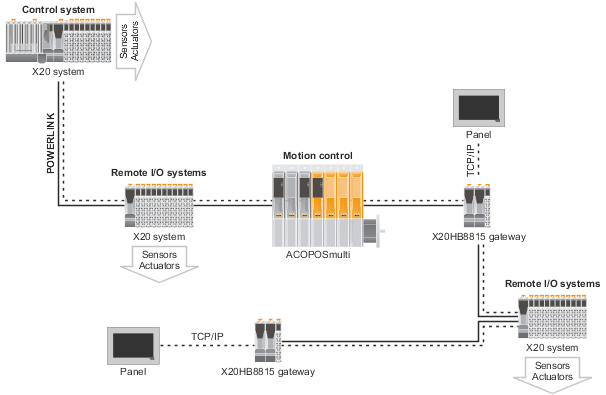 Control system
Sensors
Actuators
X20 system
POWERLINK
Panel
TCP/IP
Remote I/O systems
Motion control
X20 system
X20HB8815 gateway
Sensors
Actuators
ACOPOSmulti
Remote I/O systems
TCP/IP
X20 system
Panel
X20HB8815 gateway
Sensors
Actuators